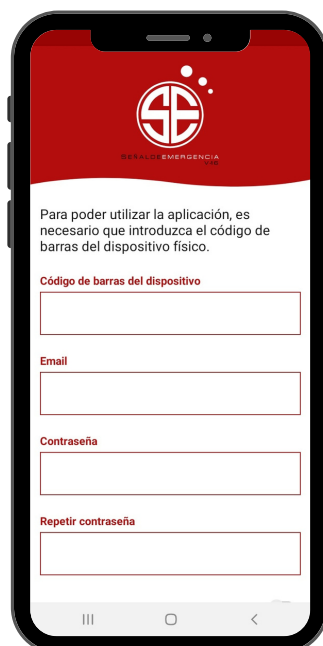 SE
SEÑALDEEMERGENCIA
Para poder utilizar la aplicación, es
necesario que introduzca el código de
barras del dispositivo físico.
Código de barras del dispositivo
Email
Contraseña
Repetir contraseña